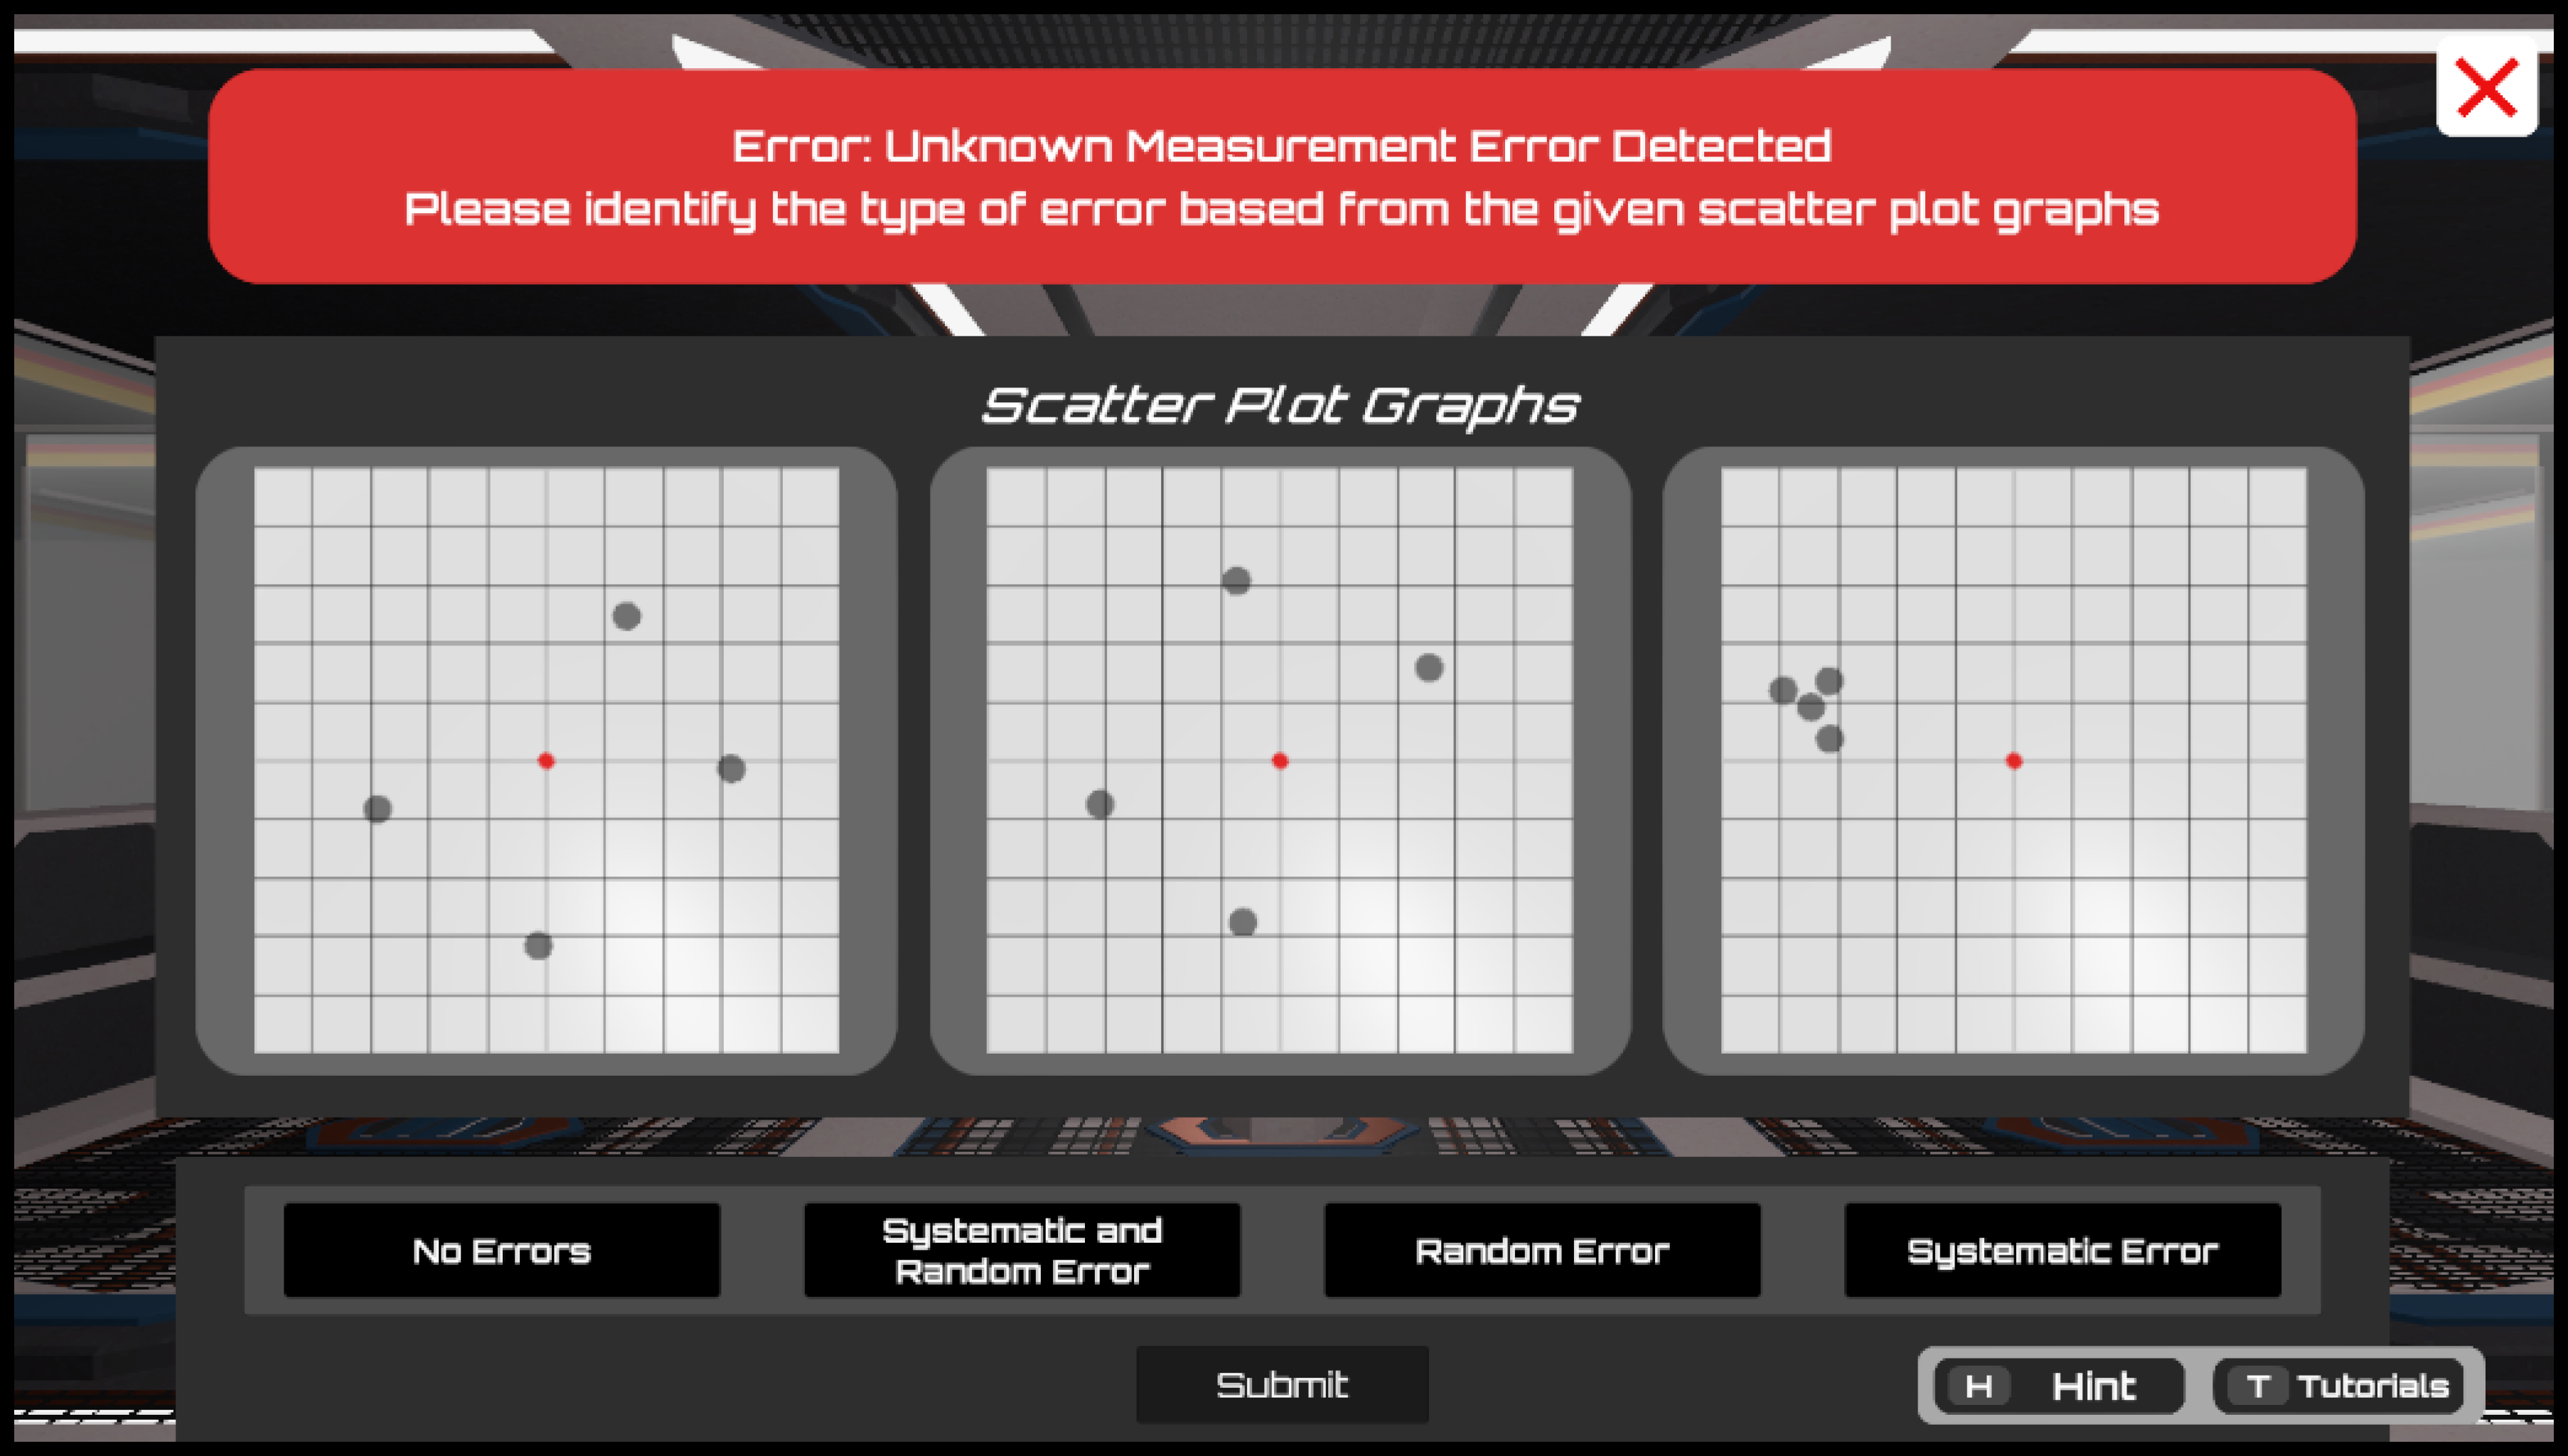 Error: Unknown Measurement Error Detected
Please identify the type of error based from the given scatter plot graphs
Scatter Plot Graphs
No Errors
Systematic and
Random Error
Random Error
Systematic Error
Submit
H Hint
T Tutorials